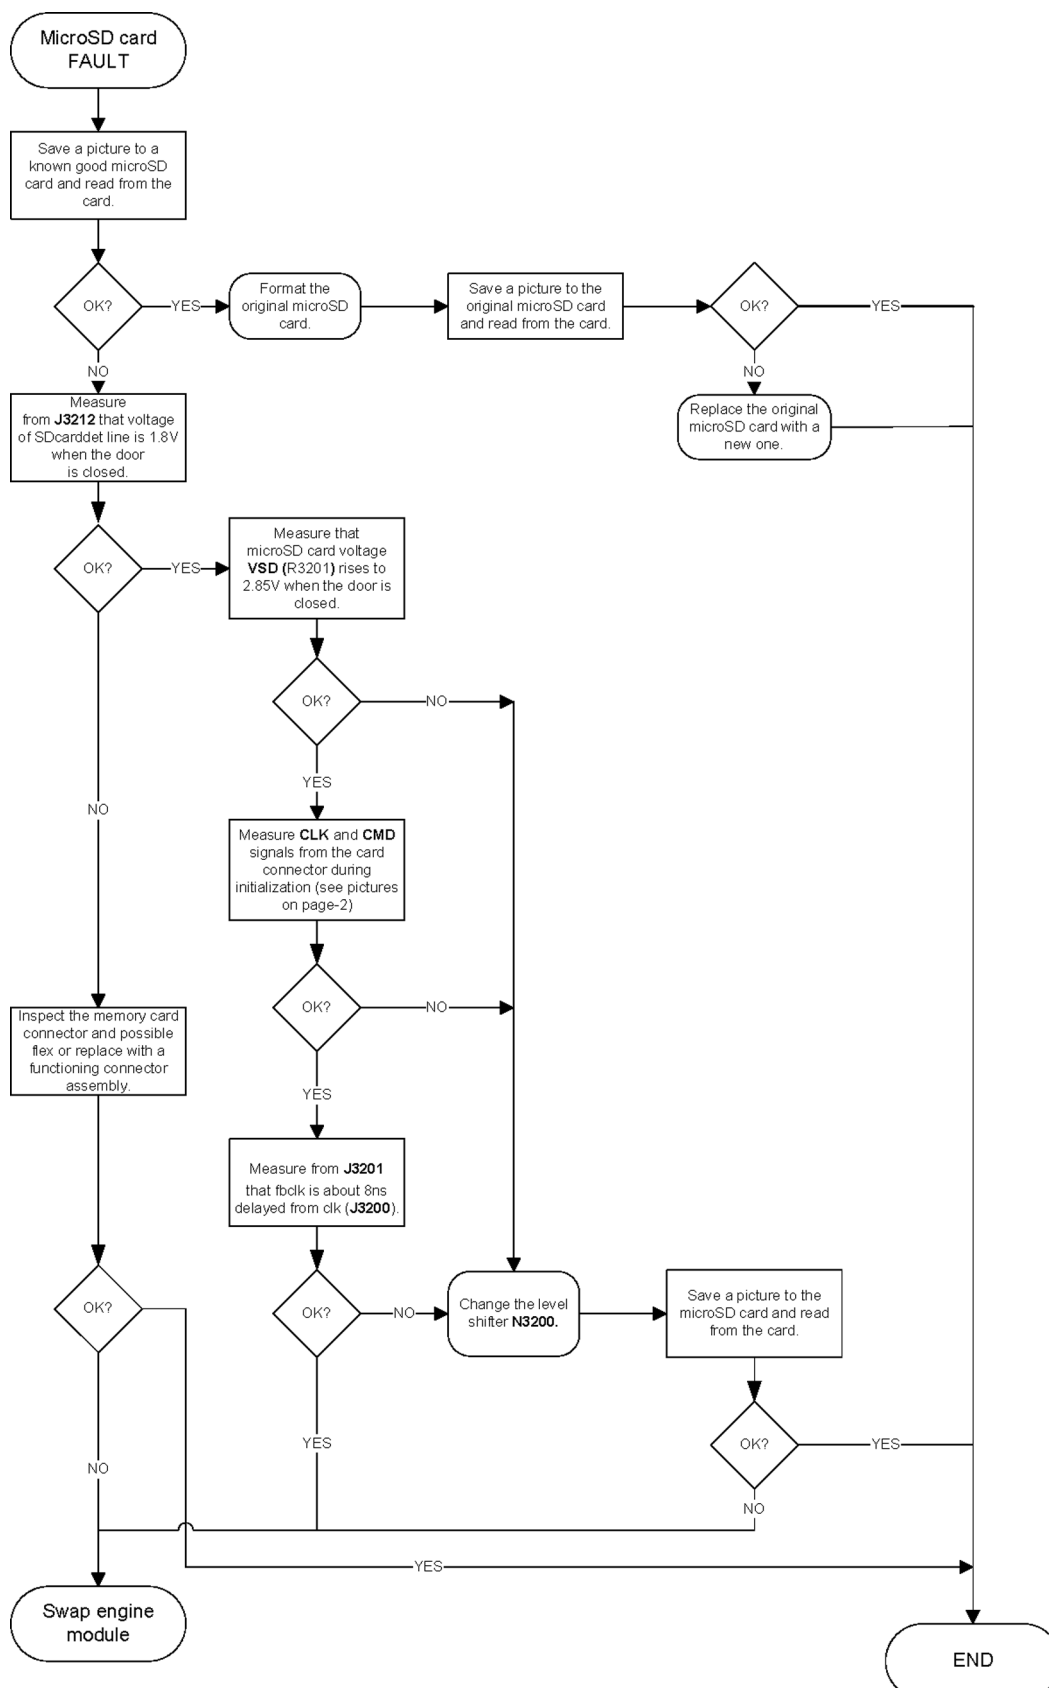 MicroSD card
FAULT
Save a picture to a
known good microSD
card and read from the
card.
OK?
YES
Format the
original microSD
card.
Save a picture to the
original microSD card
and read from the card.
OK?
YES
NO
NO
Replace the original
microSD card with a
new one.
Measure
from J3212 that voltage
of SDcarddet line is 1.8V
when the door
is closed.
OK?
YES
Measure that
microSD card voltage
VSD (R3201) rises to
2.85V when the door is
closed.
OK?
NO
YES
NO
Measure CLK and CMD
signals from the card
connector during
initialization (see pictures
on page-2)
OK?
NO
YES
Inspect the memory card
connector and possible
flex or replace with a
functioning connector
assembly.
Measure from J3201
that fbclk is about 8ns
delayed from clk (J3200).
OK?
OK?
NO
Change the level
shifter N3200.
Save a picture to the
microSD card and read
from the card.
OK?
YES
YES
NO
NO
YES
Swap engine
module
END